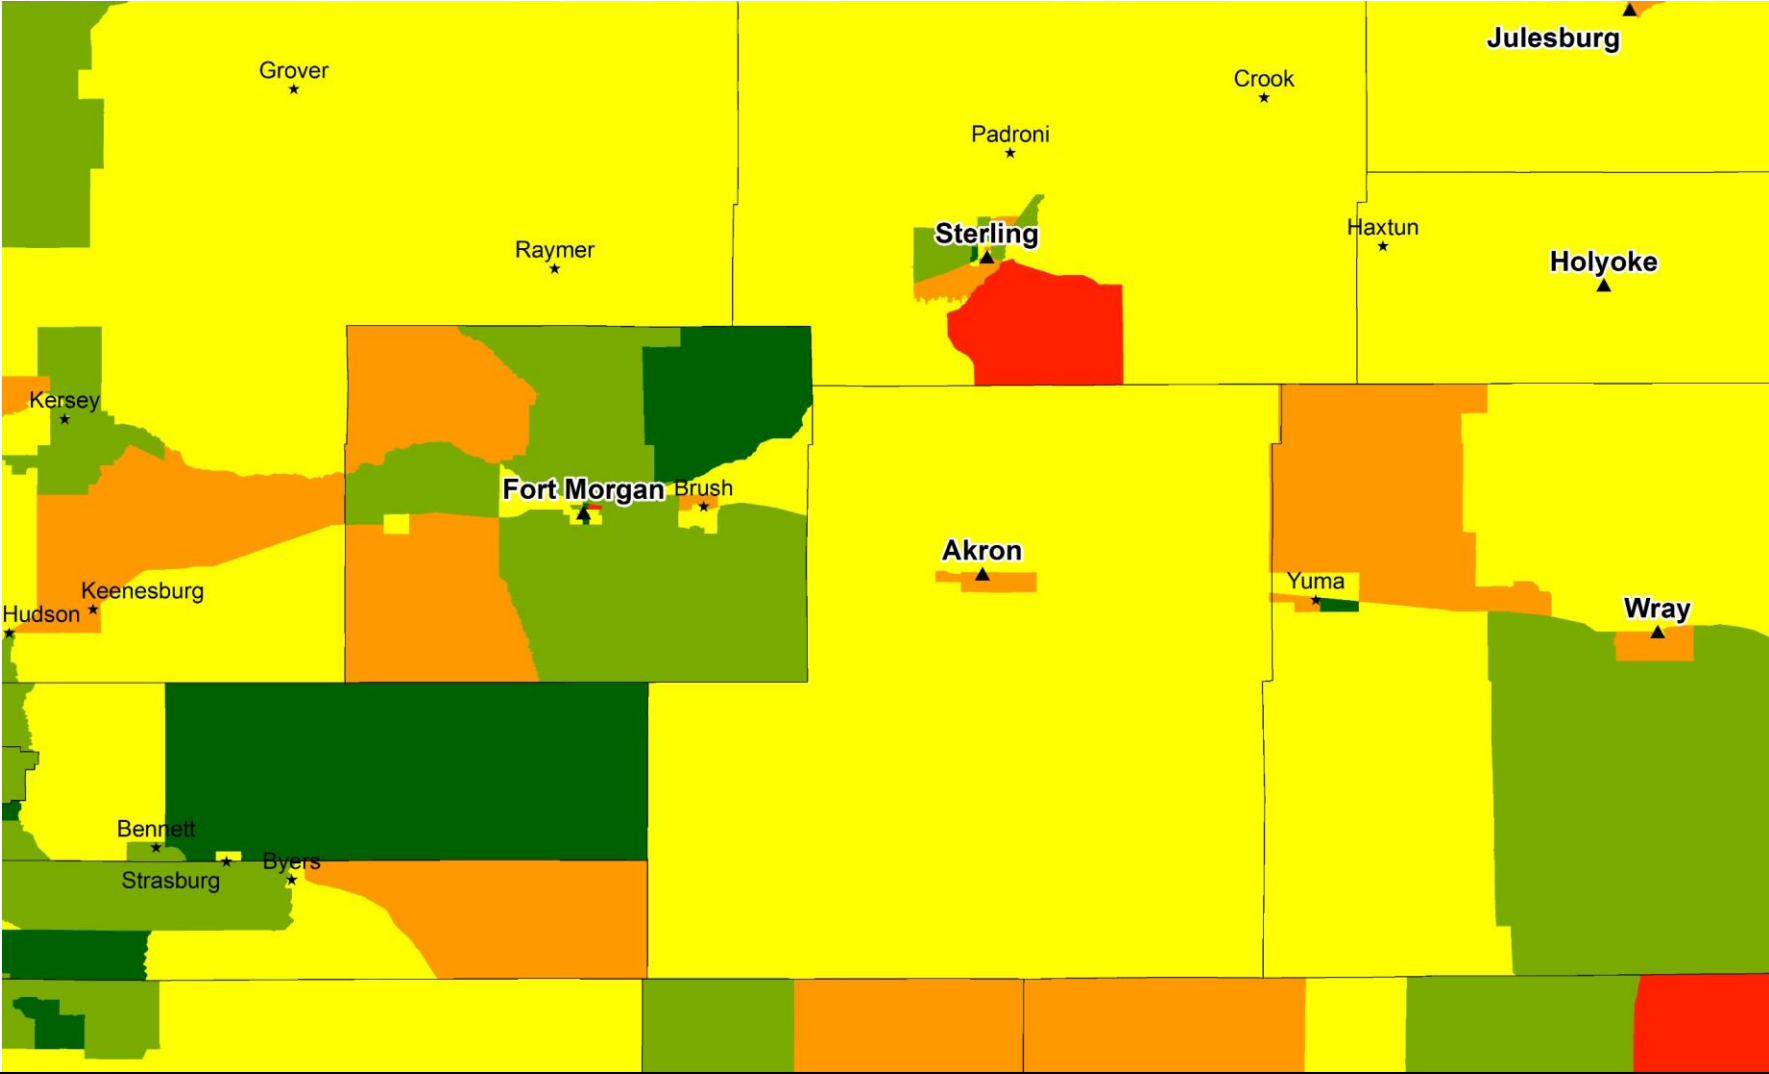 Julesburg
Grover
Crook
Padroni
Sterling
Haxtun
Raymer
Holyoke
Kersey
Fort Morgan
Brush
Akron
Yuma
Keenesburg
Wray
Hudson
Bennett
Byers
Strasburg